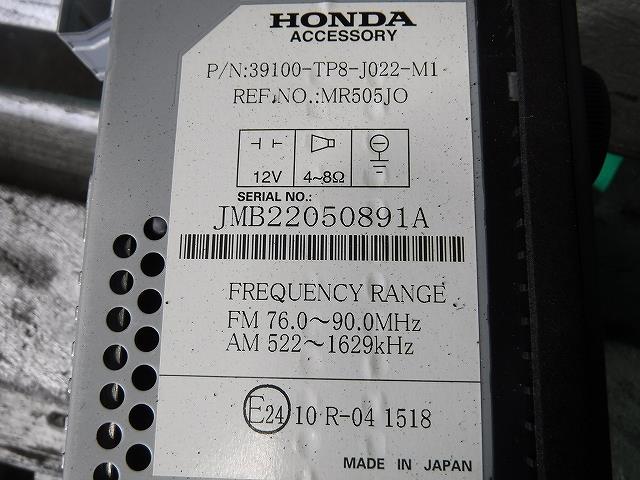 HONDA
ACCESSORY
P/N:39100-TP8-J022-M1
REF.NO.:MR505JO
12V 4~8Ω
SERIAL NO.:
JMB22050891A
FREQUENCY RANGE
FM 76.0～90.0MHz
AM 522～1629kHz
E24 10 R-04 1518
MADE IN JAPAN